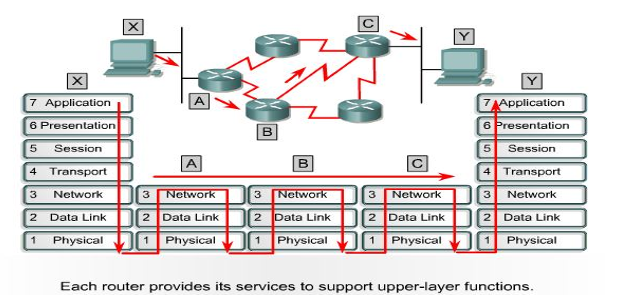 X
C
Y
A
B
X
Y
7 Application
6 Presentation
5 Session
4 Transport
3 Network
2 Data Link
1 Physical
A
B
C
3 Network
2 Data Link
1 Physical
3 Network
2 Data Link
1 Physical
3 Network
2 Data Link
1 Physical
7 Application
6 Presentation
5 Session
4 Transport
3 Network
2 Data Link
1 Physical
Each router provides its services to support upper-layer functions.